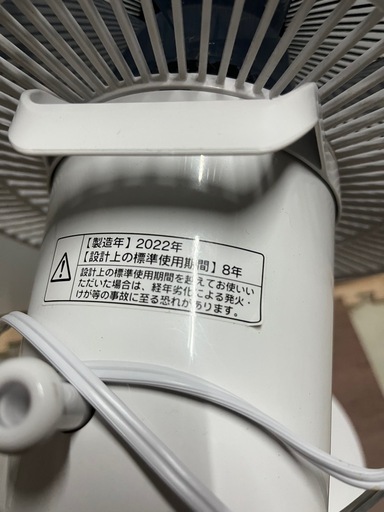 【製造年】2022年
【設計上の標準使用期間】8年
設計上の標準使用期間を越えてお使いい
ただいた場合は、経年劣化による発火・
けが等の事故に至る恐れがあります。